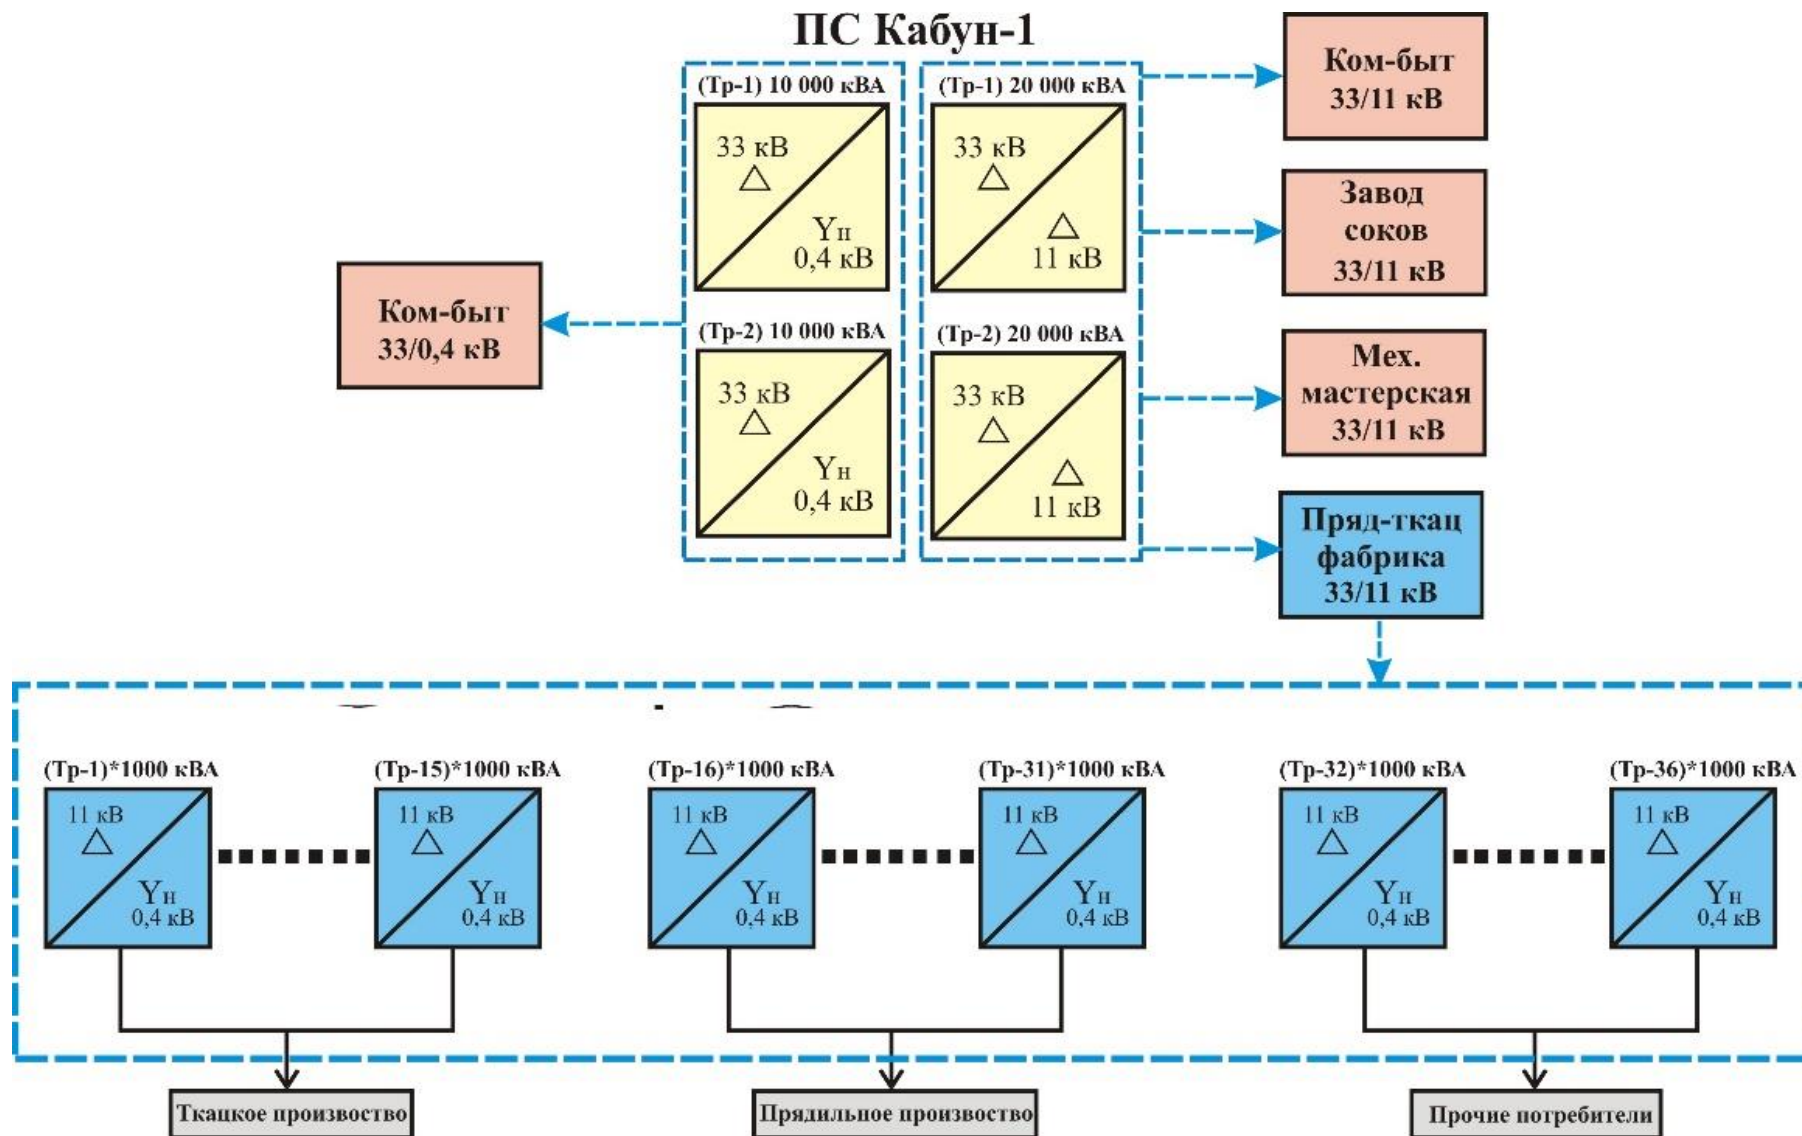 ПС Кабун-1
(Тр-1) 10 000 кВА
33 кВ
Yн
0,4 кВ
(Тр-2) 10 000 кВА
33 кВ
Yн
0,4 кВ
(Тр-1) 20 000 кВА
33 кВ
11 кВ
(Тр-2) 20 000 кВА
33 кВ
11 кВ
Ком-быт
33/0,4 кВ
Ком-быт
33/11 кВ
Завод
соков
33/11 кВ
Мех.
мастерская
33/11 кВ
Пряд-ткац
фабрика
33/11 кВ
(Тр-1)*1000 кВА
11 кВ
Yн
0,4 кВ
(Тр-15)*1000 кВА
11 кВ
Yн
0,4 кВ
(Тр-16)*1000 кВА
11 кВ
Yн
0,4 кВ
(Тр-31)*1000 кВА
11 кВ
Yн
0,4 кВ
(Тр-32)*1000 кВА
11 кВ
Yн
0,4 кВ
(Тр-36)*1000 кВА
11 кВ
Yн
0,4 кВ
Ткацкое произвоство
Прядильное произвоство
Прочие потребители